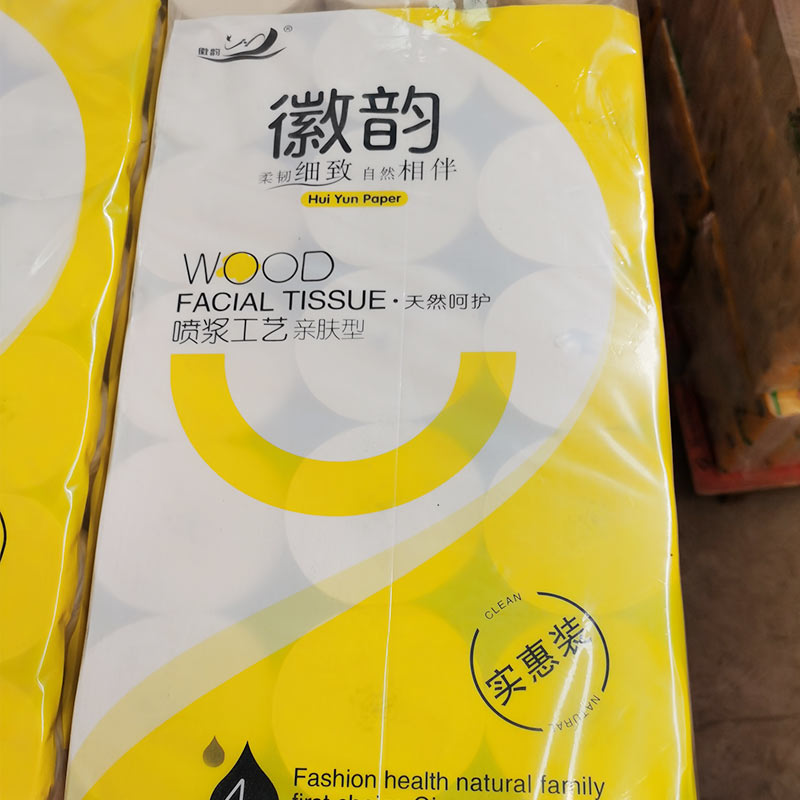 徽韵 ®
徽韵
柔韧细致 自然相伴
Hui Yun Paper
WOOD
FACIAL TISSUE · 天然呵护
喷浆工艺亲肤型
CLEAN
实惠装
NATURAL
4
Fashion health natural family